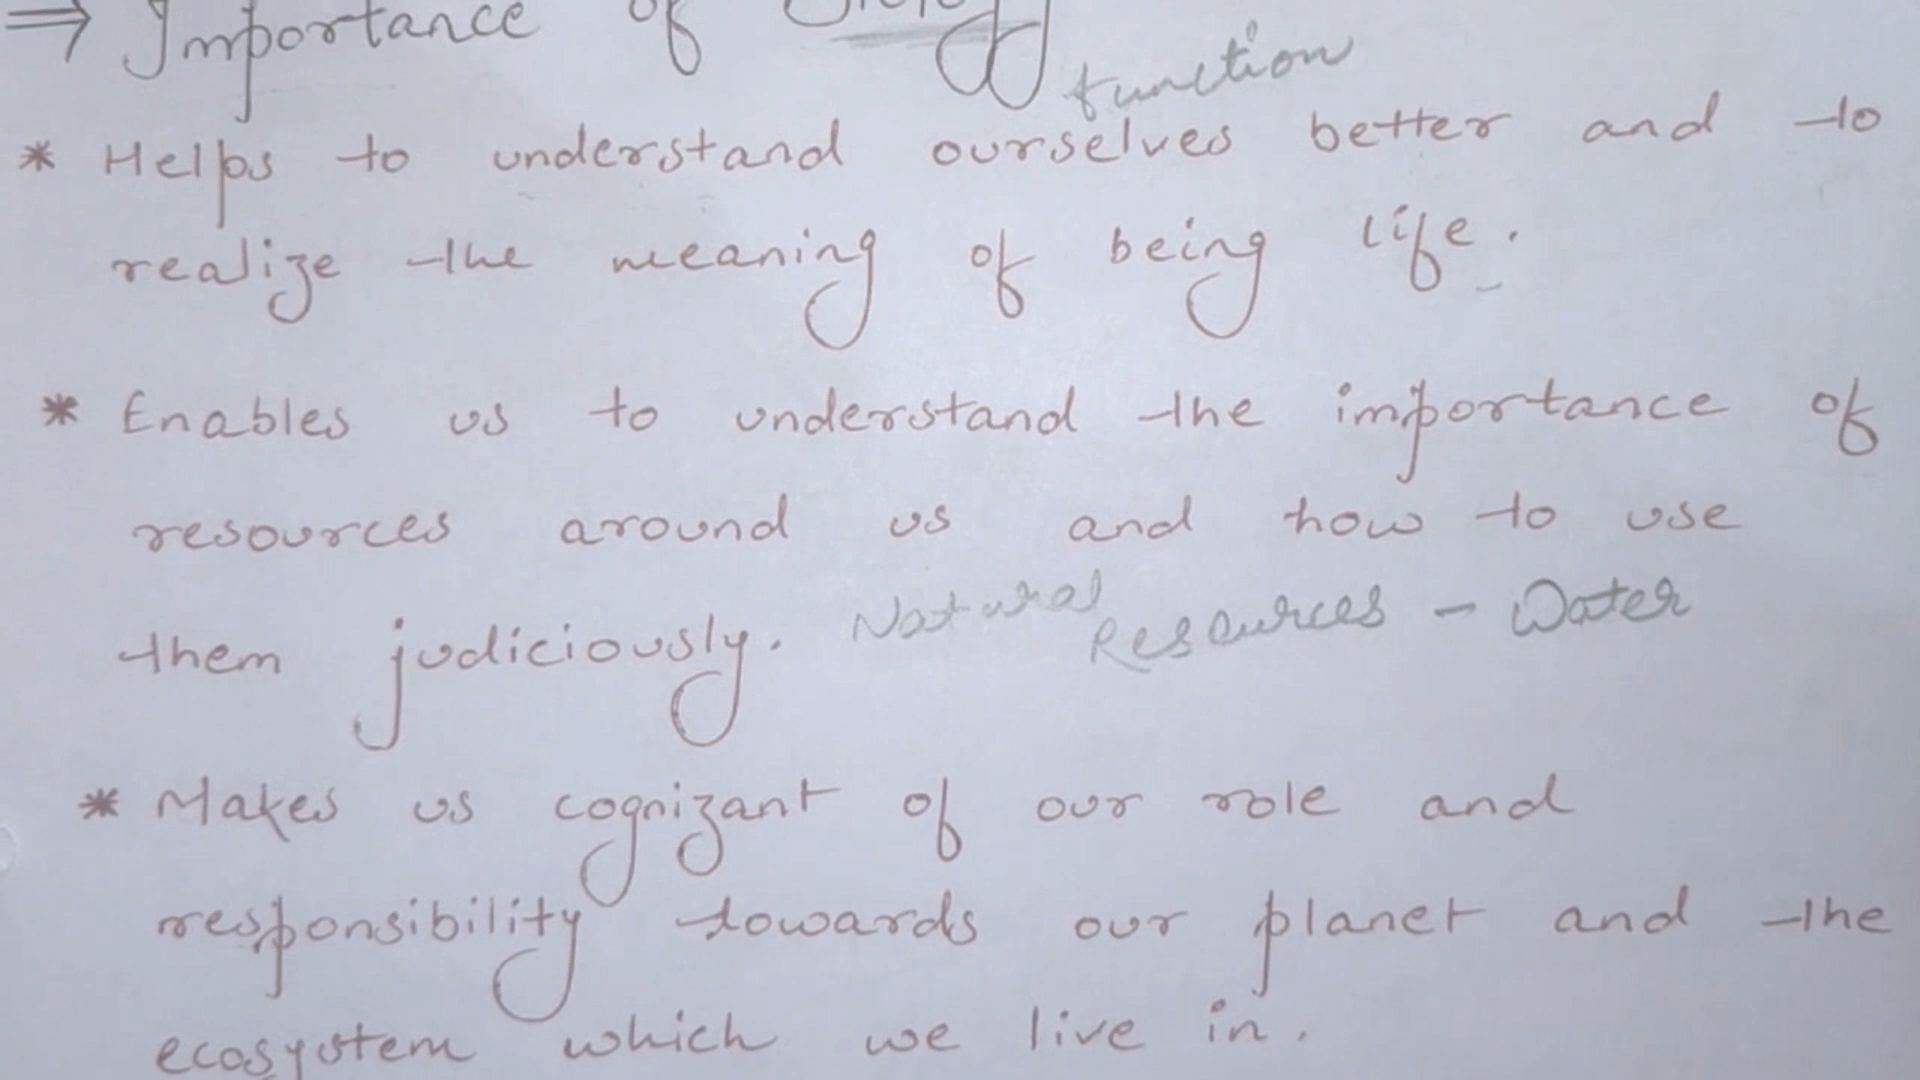 ⇒ Importance of
function
* Helps to understand ourselves better and to
realize the meaning of being life.
* Enables us to understand the importance of
resources around us and how to use
them judiciously. Natural Resources - Water
* Makes us cognizant of our role and
responsibility towards our planet and the
ecosystem which we live in.